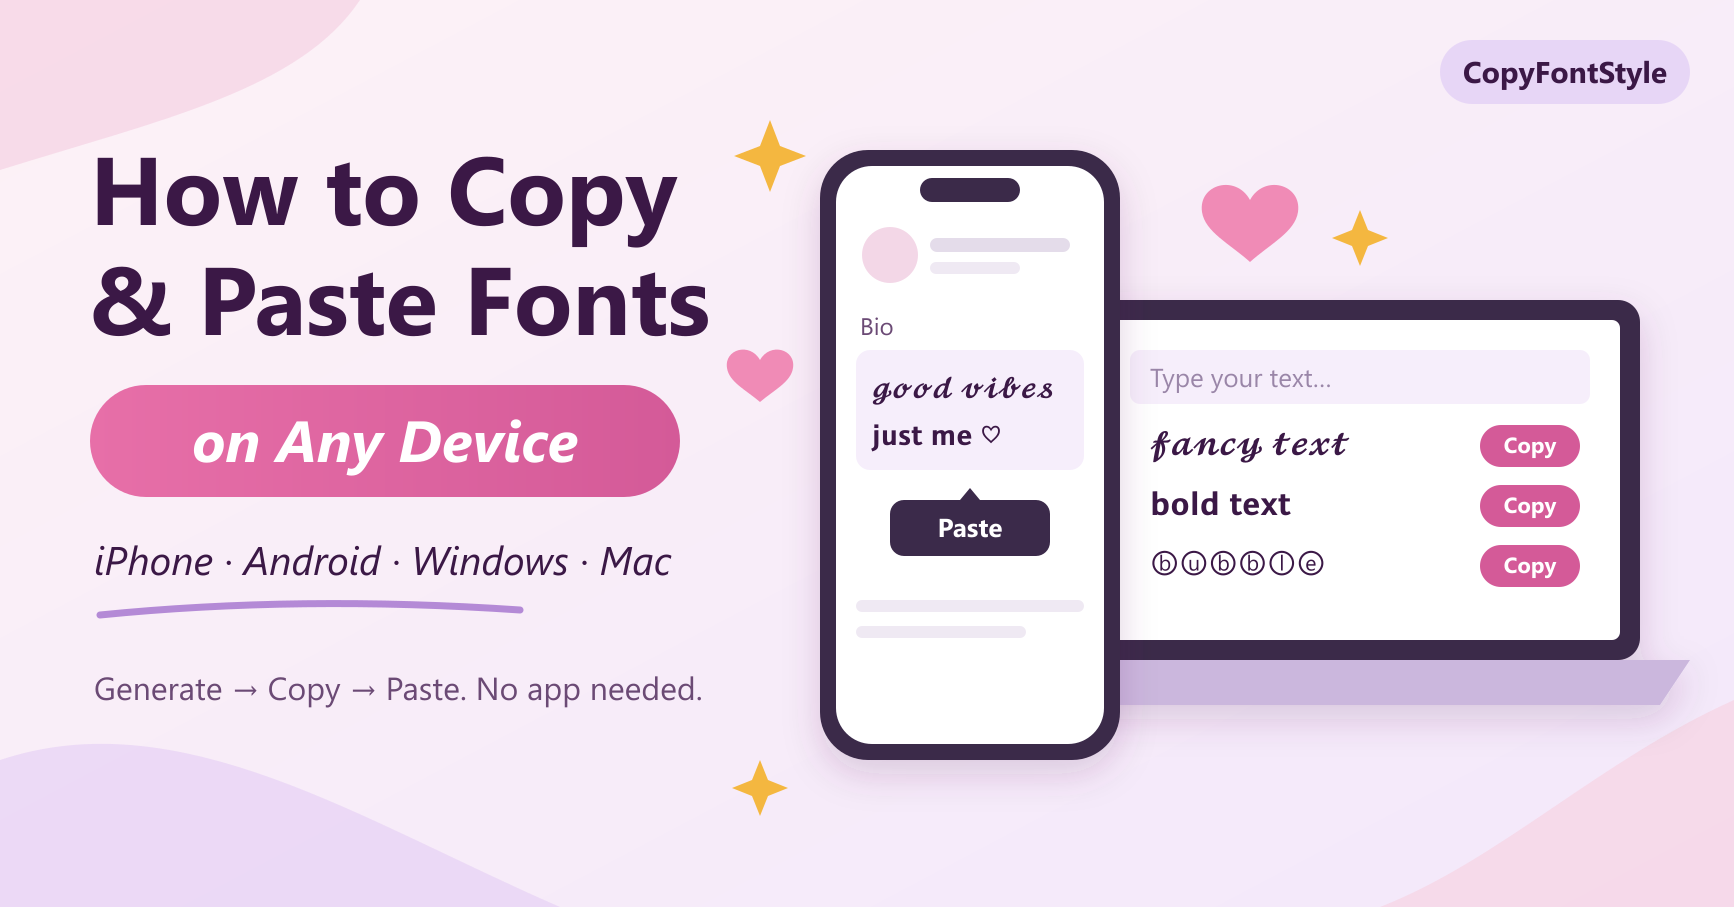 CopyFontStyle
How to Copy
& Paste Fonts
on Any Device
iPhone · Android · Windows · Mac
Generate → Copy → Paste. No app needed.
Bio
𝓰𝓸𝓸𝓭 𝓿𝓲𝓫𝓮𝓼
just me ♡
Paste
Type your text...
𝓯𝓪𝓷𝓬𝔂 𝓽𝓮𝔁𝓽
Copy
bold text
Copy
ⓑⓤⓑⓑⓛⓔ
Copy